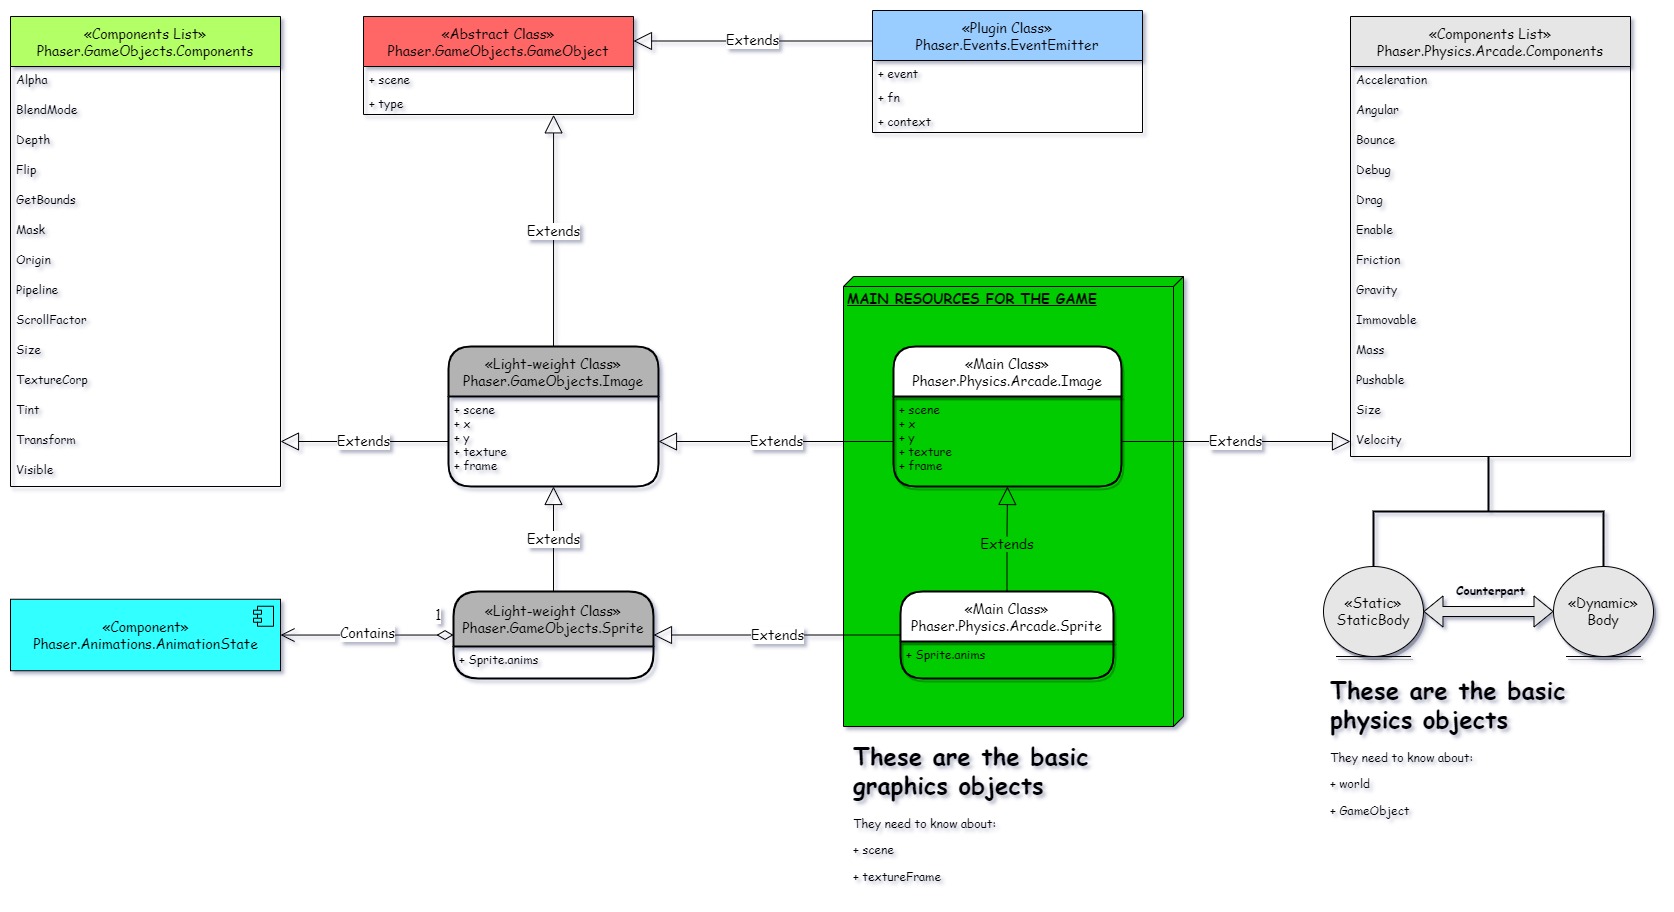 «Components List»
Phaser.GameObjects.Components
Alpha
BlendMode
Depth
Flip
GetBounds
Mask
Origin
Pipeline
ScrollFactor
Size
TextureCorp
Tint
Transform
Visible
«Abstract Class»
Phaser.GameObjects.GameObject
+ scene
+ type
Extends
«Plugin Class»
Phaser.Events.EventEmitter
+ event
+ fn
+ context
«Components List»
Phaser.Physics.Arcade.Components
Acceleration
Angular
Bounce
Debug
Drag
Enable
Friction
Gravity
Immovable
Mass
Pushable
Size
Velocity
Extends
MAIN RESOURCES FOR THE GAME
«Light-weight Class»
Phaser.GameObjects.Image
+ scene
+ x
+ y
+ texture
+ frame
«Main Class»
Phaser.Physics.Arcade.Image
+ scene
+ x
+ y
+ texture
+ frame
Extends
Extends
Extends
Extends
Extends
«Component»
Phaser.Animations.AnimationState
Contains
1
«Light-weight Class»
Phaser.GameObjects.Sprite
+ Sprite.anims
Extends
«Main Class»
Phaser.Physics.Arcade.Sprite
+ Sprite.anims
«Static»
StaticBody
Counterpart
«Dynamic»
Body
These are the basic
graphics objects
They need to know about:
+ scene
+ textureFrame
These are the basic
physics objects
They need to know about:
+ world
+ GameObject